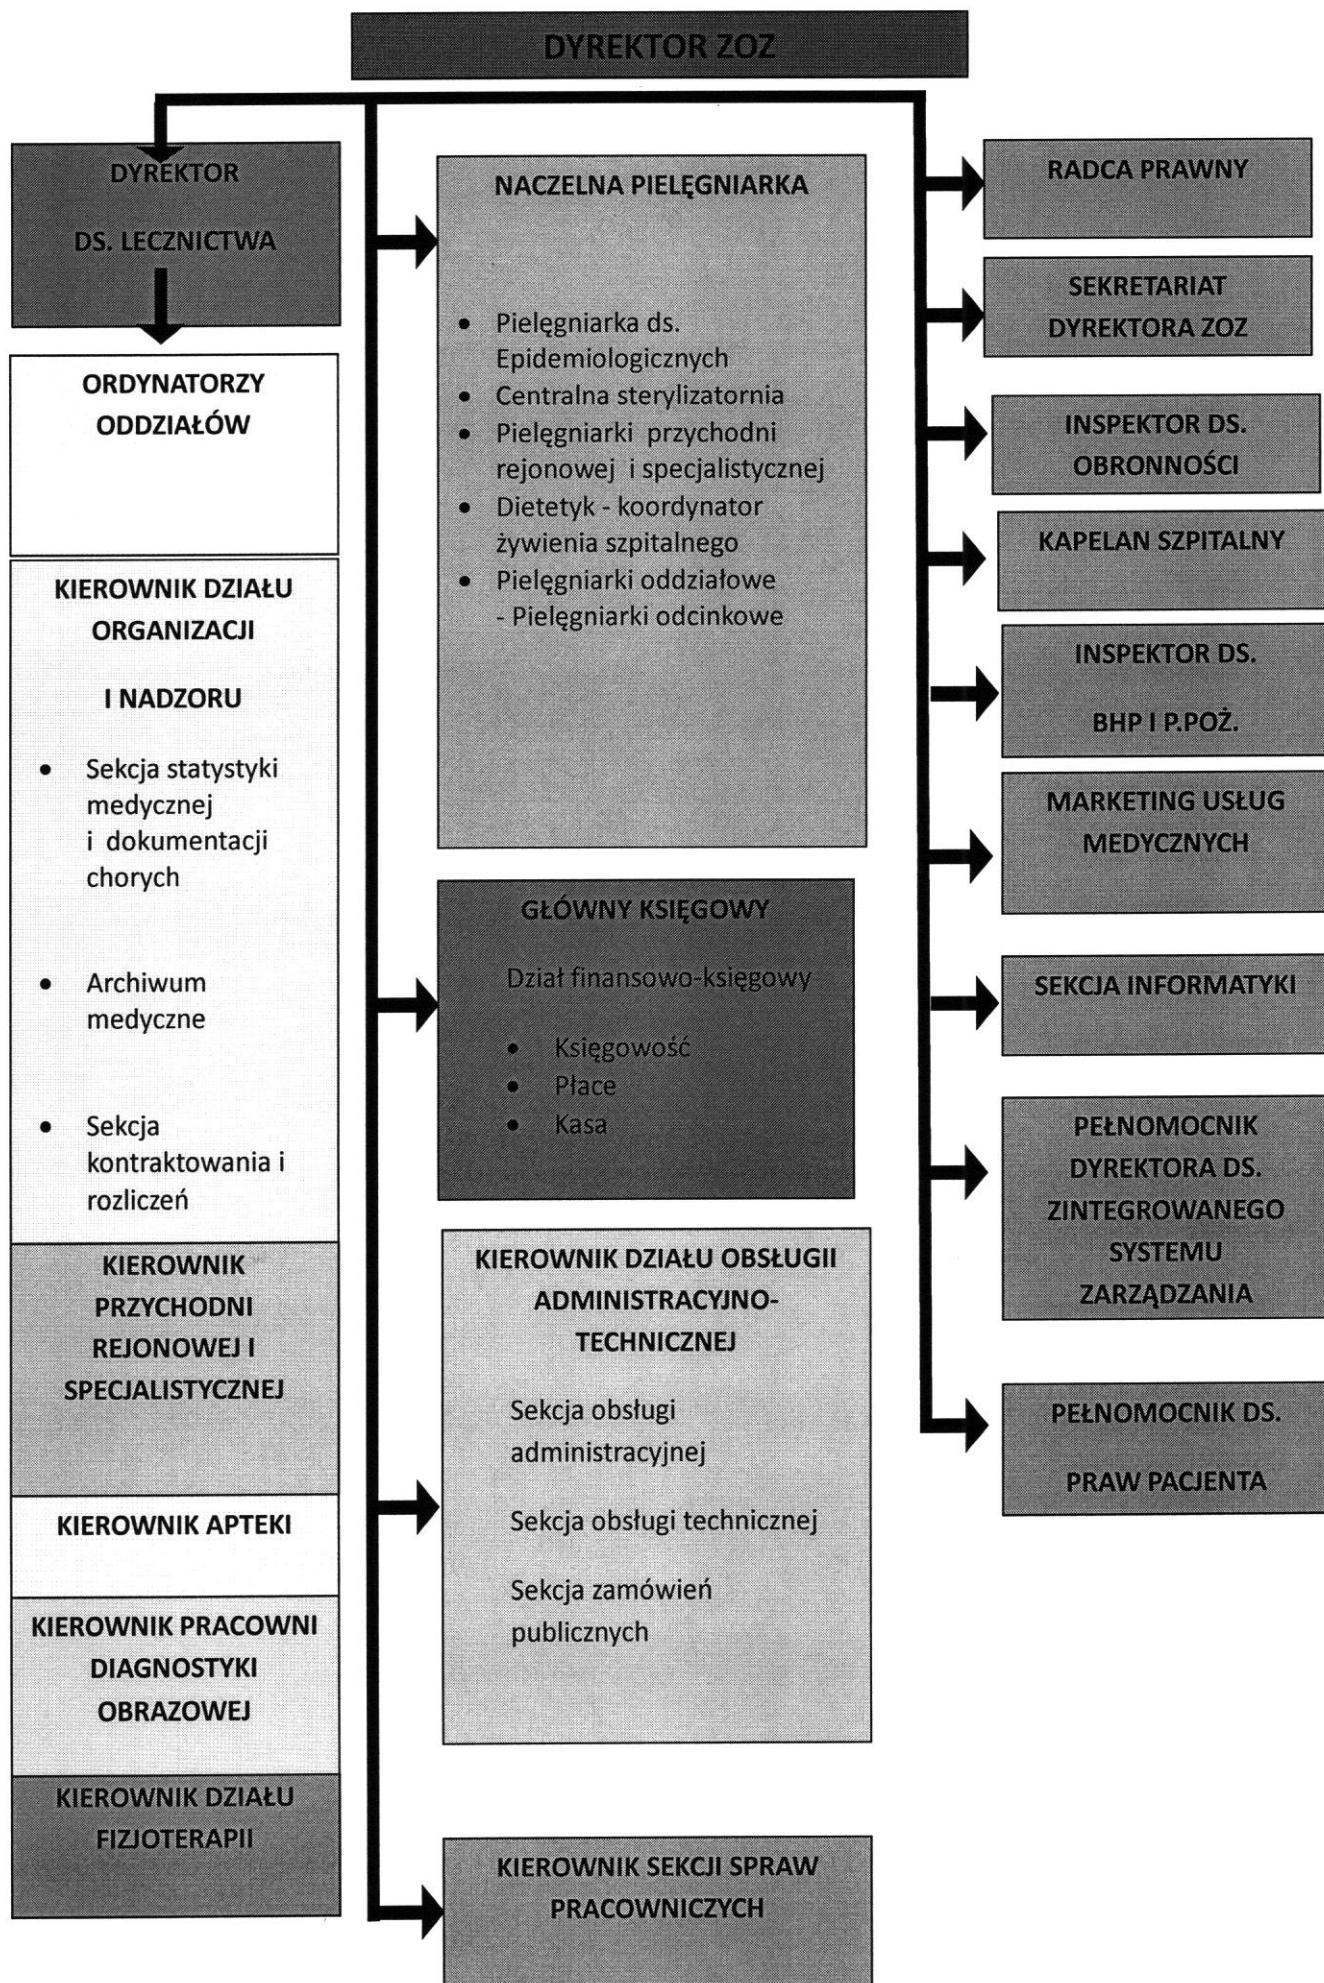 DYREKTOR ZOZ
DYREKTOR
DS. LECZNICTWA
ORDYNATORZY
ODDZIAŁÓW
KIEROWNIK DZIAŁU
ORGANIZACJI
I NADZORU
• Sekcja statystyki
medycznej
i dokumentacji
chorych
• Archiwum
medyczne
• Sekcja
kontraktowania i
rozliczeń
KIEROWNIK
PRZYCHODNI
REJONOWEJ I
SPECJALISTYCZNEJ
KIEROWNIK APTEKI
KIEROWNIK PRACOWNI
DIAGNOSTYKI
OBRAZOWEJ
KIEROWNIK DZIAŁU
FIZJOTERAPII
NACZELNA PIELĘGNIARKA
• Pielęgniarka ds.
Epidemiologicznych
• Centralna sterylizatornia
• Pielęgniarki przychodni
rejonowej i specjalistycznej
• Dietetyk - koordynator
żywienia szpitalnego
• Pielęgniarki oddziałowe
- Pielęgniarki odcinkowe
GŁÓWNY KSIĘGOWY
Dział finansowo-księgowy
• Księgowość
• Płace
• Kasa
KIEROWNIK DZIAŁU OBSŁUGII
ADMINISTRACYJNO-
TECHNICZNEJ
Sekcja obsługi
administracyjnej
Sekcja obsługi technicznej
Sekcja zamówień
publicznych
KIEROWNIK SEKCJI SPRAW
PRACOWNICZYCH
RADCA PRAWNY
SEKRETARIAT
DYREKTORA ZOZ
INSPEKTOR DS.
OBRONNOŚCI
KAPELAN SZPITALNY
INSPEKTOR DS.
BHP I P.POŻ.
MARKETING USŁUG
MEDYCZNYCH
SEKCJA INFORMATYKI
PEŁNOMOCNIK
DYREKTORA DS.
ZINTEGROWANEGO
SYSTEMU
ZARZĄDZANIA
PEŁNOMOCNIK DS.
PRAW PACJENTA